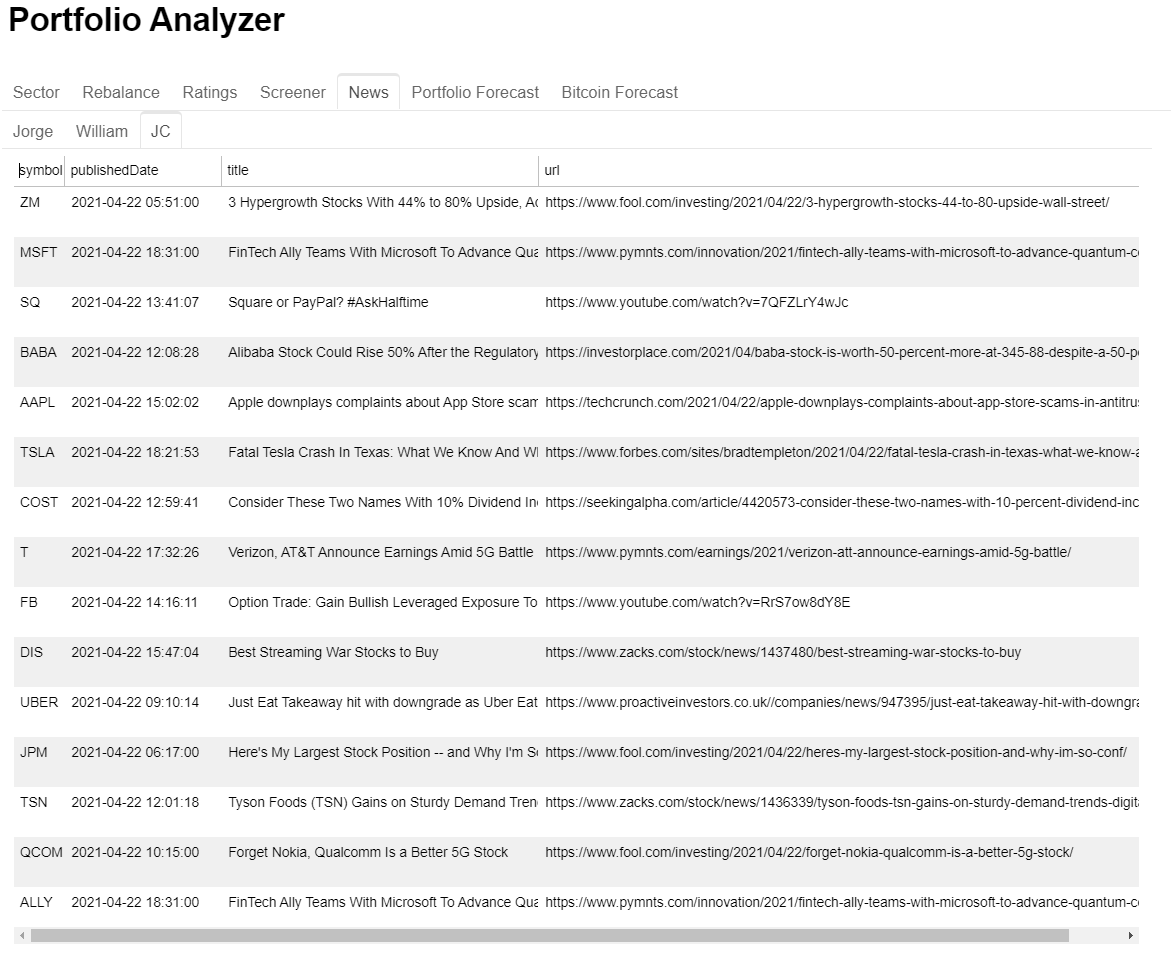 Portfolio Analyzer
Sector Rebalance Ratings Screener News Portfolio Forecast Bitcoin Forecast
Jorge William JC
symbol publishedDate title url
ZM 2021-04-22 05:51:00 3 Hypergrowth Stocks With 44% to 80% Upside, https://www.fool.com/investing/2021/04/22/3-hypergrowth-stocks-44-to-80-upside-wall-street/
MSFT 2021-04-22 18:31:00 FinTech Ally Teams With Microsoft To Advance Qua https://www.pymnts.com/innovation/2021/fintech-ally-teams-with-microsoft-to-advance-quantum-c
SQ 2021-04-22 13:41:07 Square or PayPal? #AskHalftime https://www.youtube.com/watch?v=7QFZLrY4wJc
BABA 2021-04-22 12:08:28 Alibaba Stock Could Rise 50% After the Regulatory https://investorplace.com/2021/04/baba-stock-is-worth-50-percent-more-at-345-88-despite-a-50-p
AAPL 2021-04-22 15:02:02 Apple downplays complaints about App Store scam https://techcrunch.com/2021/04/22/apple-downplays-complaints-about-app-store-scams-in-antitrus
TSLA 2021-04-22 18:21:53 Fatal Tesla Crash In Texas: What We Know And Wh https://www.forbes.com/sites/bradtempleton/2021/04/22/fatal-tesla-crash-in-texas-what-we-know-a
COST 2021-04-22 12:59:41 Consider These Two Names With 10% Dividend In https://seekingalpha.com/article/4420573-consider-these-two-names-with-10-percent-dividend-inc
T 2021-04-22 17:32:26 Verizon, AT&T Announce Earnings Amid 5G Battle https://www.pymnts.com/earnings/2021/verizon-att-announce-earnings-amid-5g-battle/
FB 2021-04-22 14:16:11 Option Trade: Gain Bullish Leveraged Exposure To https://www.youtube.com/watch?v=RrS7ow8dY8E
DIS 2021-04-22 15:47:04 Best Streaming War Stocks to Buy https://www.zacks.com/stock/news/1437480/best-streaming-war-stocks-to-buy
UBER 2021-04-22 09:10:14 Just Eat Takeaway hit with downgrade as Uber Eat https://www.proactiveinvestors.co.uk//companies/news/947395/just-eat-takeaway-hit-with-downgra
JPM 2021-04-22 06:17:00 Here's My Largest Stock Position -- and Why I'm So https://www.fool.com/investing/2021/04/22/heres-my-largest-stock-position-and-why-im-so-conf/
TSN 2021-04-22 12:01:18 Tyson Foods (TSN) Gains on Sturdy Demand Tren https://www.zacks.com/stock/news/1436339/tyson-foods-tsn-gains-on-sturdy-demand-trends-digita
QCOM 2021-04-22 10:15:00 Forget Nokia, Qualcomm Is a Better 5G Stock https://www.fool.com/investing/2021/04/22/forget-nokia-qualcomm-is-a-better-5g-stock/
ALLY 2021-04-22 18:31:00 FinTech Ally Teams With Microsoft To Advance Qua https://www.pymnts.com/innovation/2021/fintech-ally-teams-with-microsoft-to-advance-quantum-c